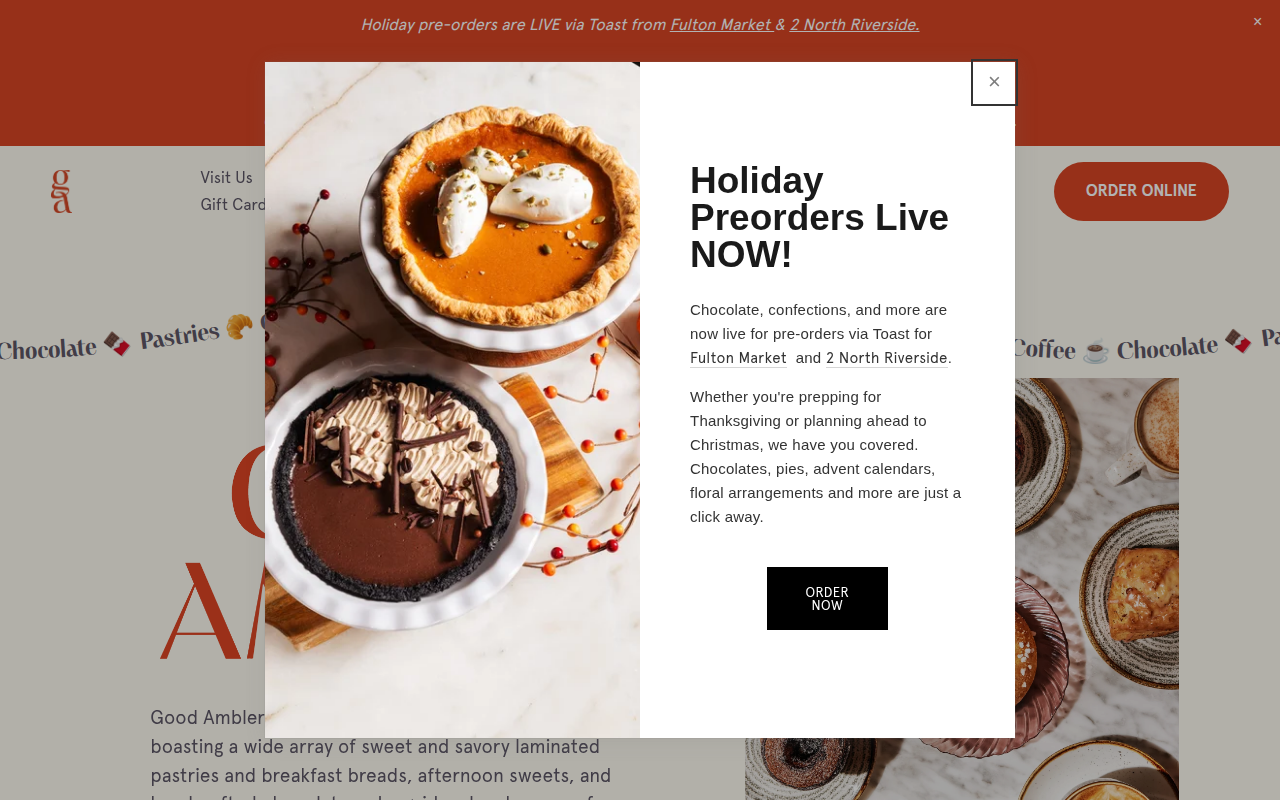 Holiday pre-orders are LIVE via Toast from Fulton Market & 2 North Riverside.
×
×
ga
Visit Us
Gift Card
ORDER ONLINE
Chocolate 🍫 Pastries 🥐
Coffee ☕ Chocolate 🍫
Holiday
Preorders Live
NOW!
Chocolate, confections, and more are
now live for pre-orders via Toast for
Fulton Market and 2 North Riverside.
Whether you're prepping for
Thanksgiving or planning ahead to
Christmas, we have you covered.
Chocolates, pies, advent calendars,
floral arrangements and more are just a
click away.
ORDER
NOW
Good Ambler
boasting a wide array of sweet and savory laminated
pastries and breakfast breads, afternoon sweets, and